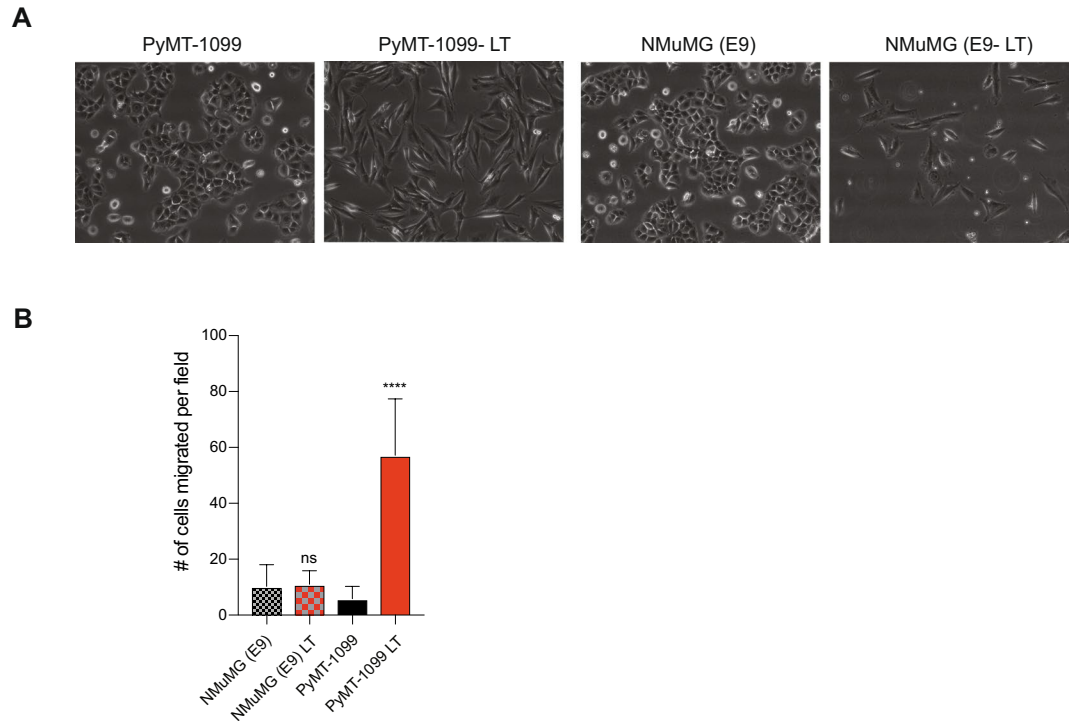 A
PyMT-1099
PyMT-1099- LT
NMuMG (E9)
NMuMG (E9- LT)
B
# of cells migrated per field
100
80
60
40
20
0
ns
****
NMuMG (E9)
NMuMG (E9) LT
PyMT-1099
PyMT-1099 LT